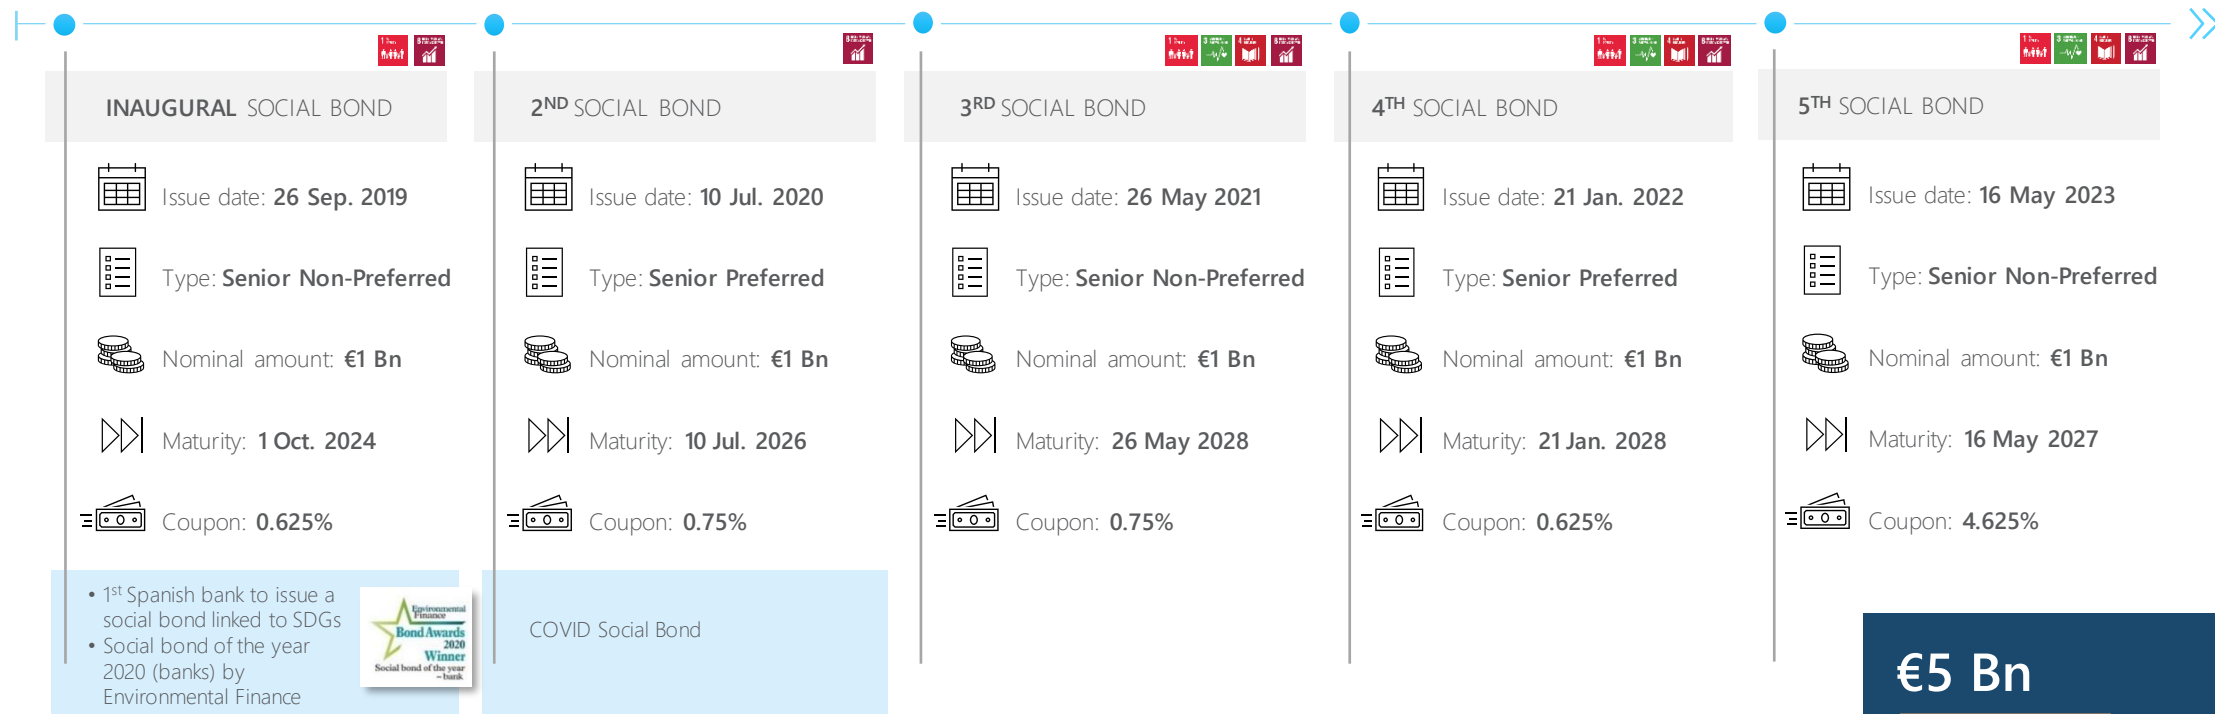 INAUGURAL SOCIAL BOND
Issue date: 26 Sep. 2019
Type: Senior Non-Preferred
Nominal amount: €1 Bn
Maturity: 1 Oct. 2024
Coupon: 0.625%
• 1st Spanish bank to issue a
social bond linked to SDGs
• Social bond of the year
2020 (banks) by
Environmental Finance
Environmental
Finance
Bond Awards
2020
Winner
Social bond of the year
– bank
2ND SOCIAL BOND
Issue date: 10 Jul. 2020
Type: Senior Preferred
Nominal amount: €1 Bn
Maturity: 10 Jul. 2026
Coupon: 0.75%
COVID Social Bond
3RD SOCIAL BOND
Issue date: 26 May 2021
Type: Senior Non-Preferred
Nominal amount: €1 Bn
Maturity: 26 May 2028
Coupon: 0.75%
4TH SOCIAL BOND
Issue date: 21 Jan. 2022
Type: Senior Preferred
Nominal amount: €1 Bn
Maturity: 21 Jan. 2028
Coupon: 0.625%
5TH SOCIAL BOND
Issue date: 16 May 2023
Type: Senior Non-Preferred
Nominal amount: €1 Bn
Maturity: 16 May 2027
Coupon: 4.625%
€5 Bn